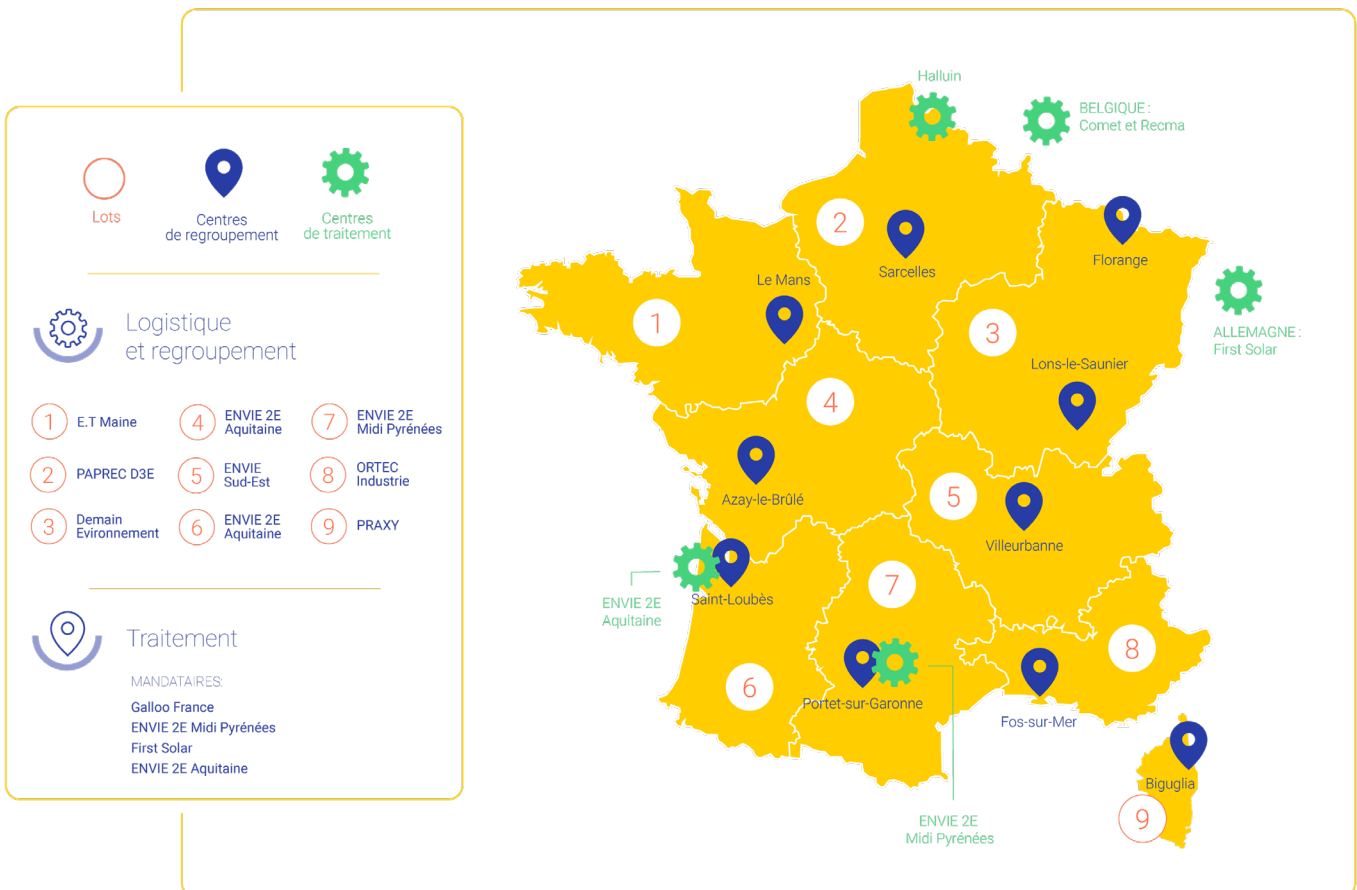 Lots
Centres
de regroupement
Centres
de traitement
Logistique
et regroupement
1 E.T Maine
4 ENVIE 2E
Aquitaine
7 ENVIE 2E
Midi Pyrénées
2 PAPREC D3E
5 ENVIE
Sud-Est
8 ORTEC
Industrie
3 Demain
Evironnement
6 ENVIE 2E
Aquitaine
9 PRAXY
Traitement
MANDATAIRES:
Galloo France
ENVIE 2E Midi Pyrénées
First Solar
ENVIE 2E Aquitaine
Halluin
BELGIQUE :
Comet et Recma
2
Sarcelles
Florange
Le Mans
1
3
ALLEMAGNE :
First Solar
Lons-le-Saunier
4
Azay-le-Brûlé
5
Villeurbanne
Saint-Loubès
ENVIE 2E
Aquitaine
7
8
6
Portet-sur-Garonne
Fos-sur-Mer
Biguglia
9
ENVIE 2E
Midi Pyrénées